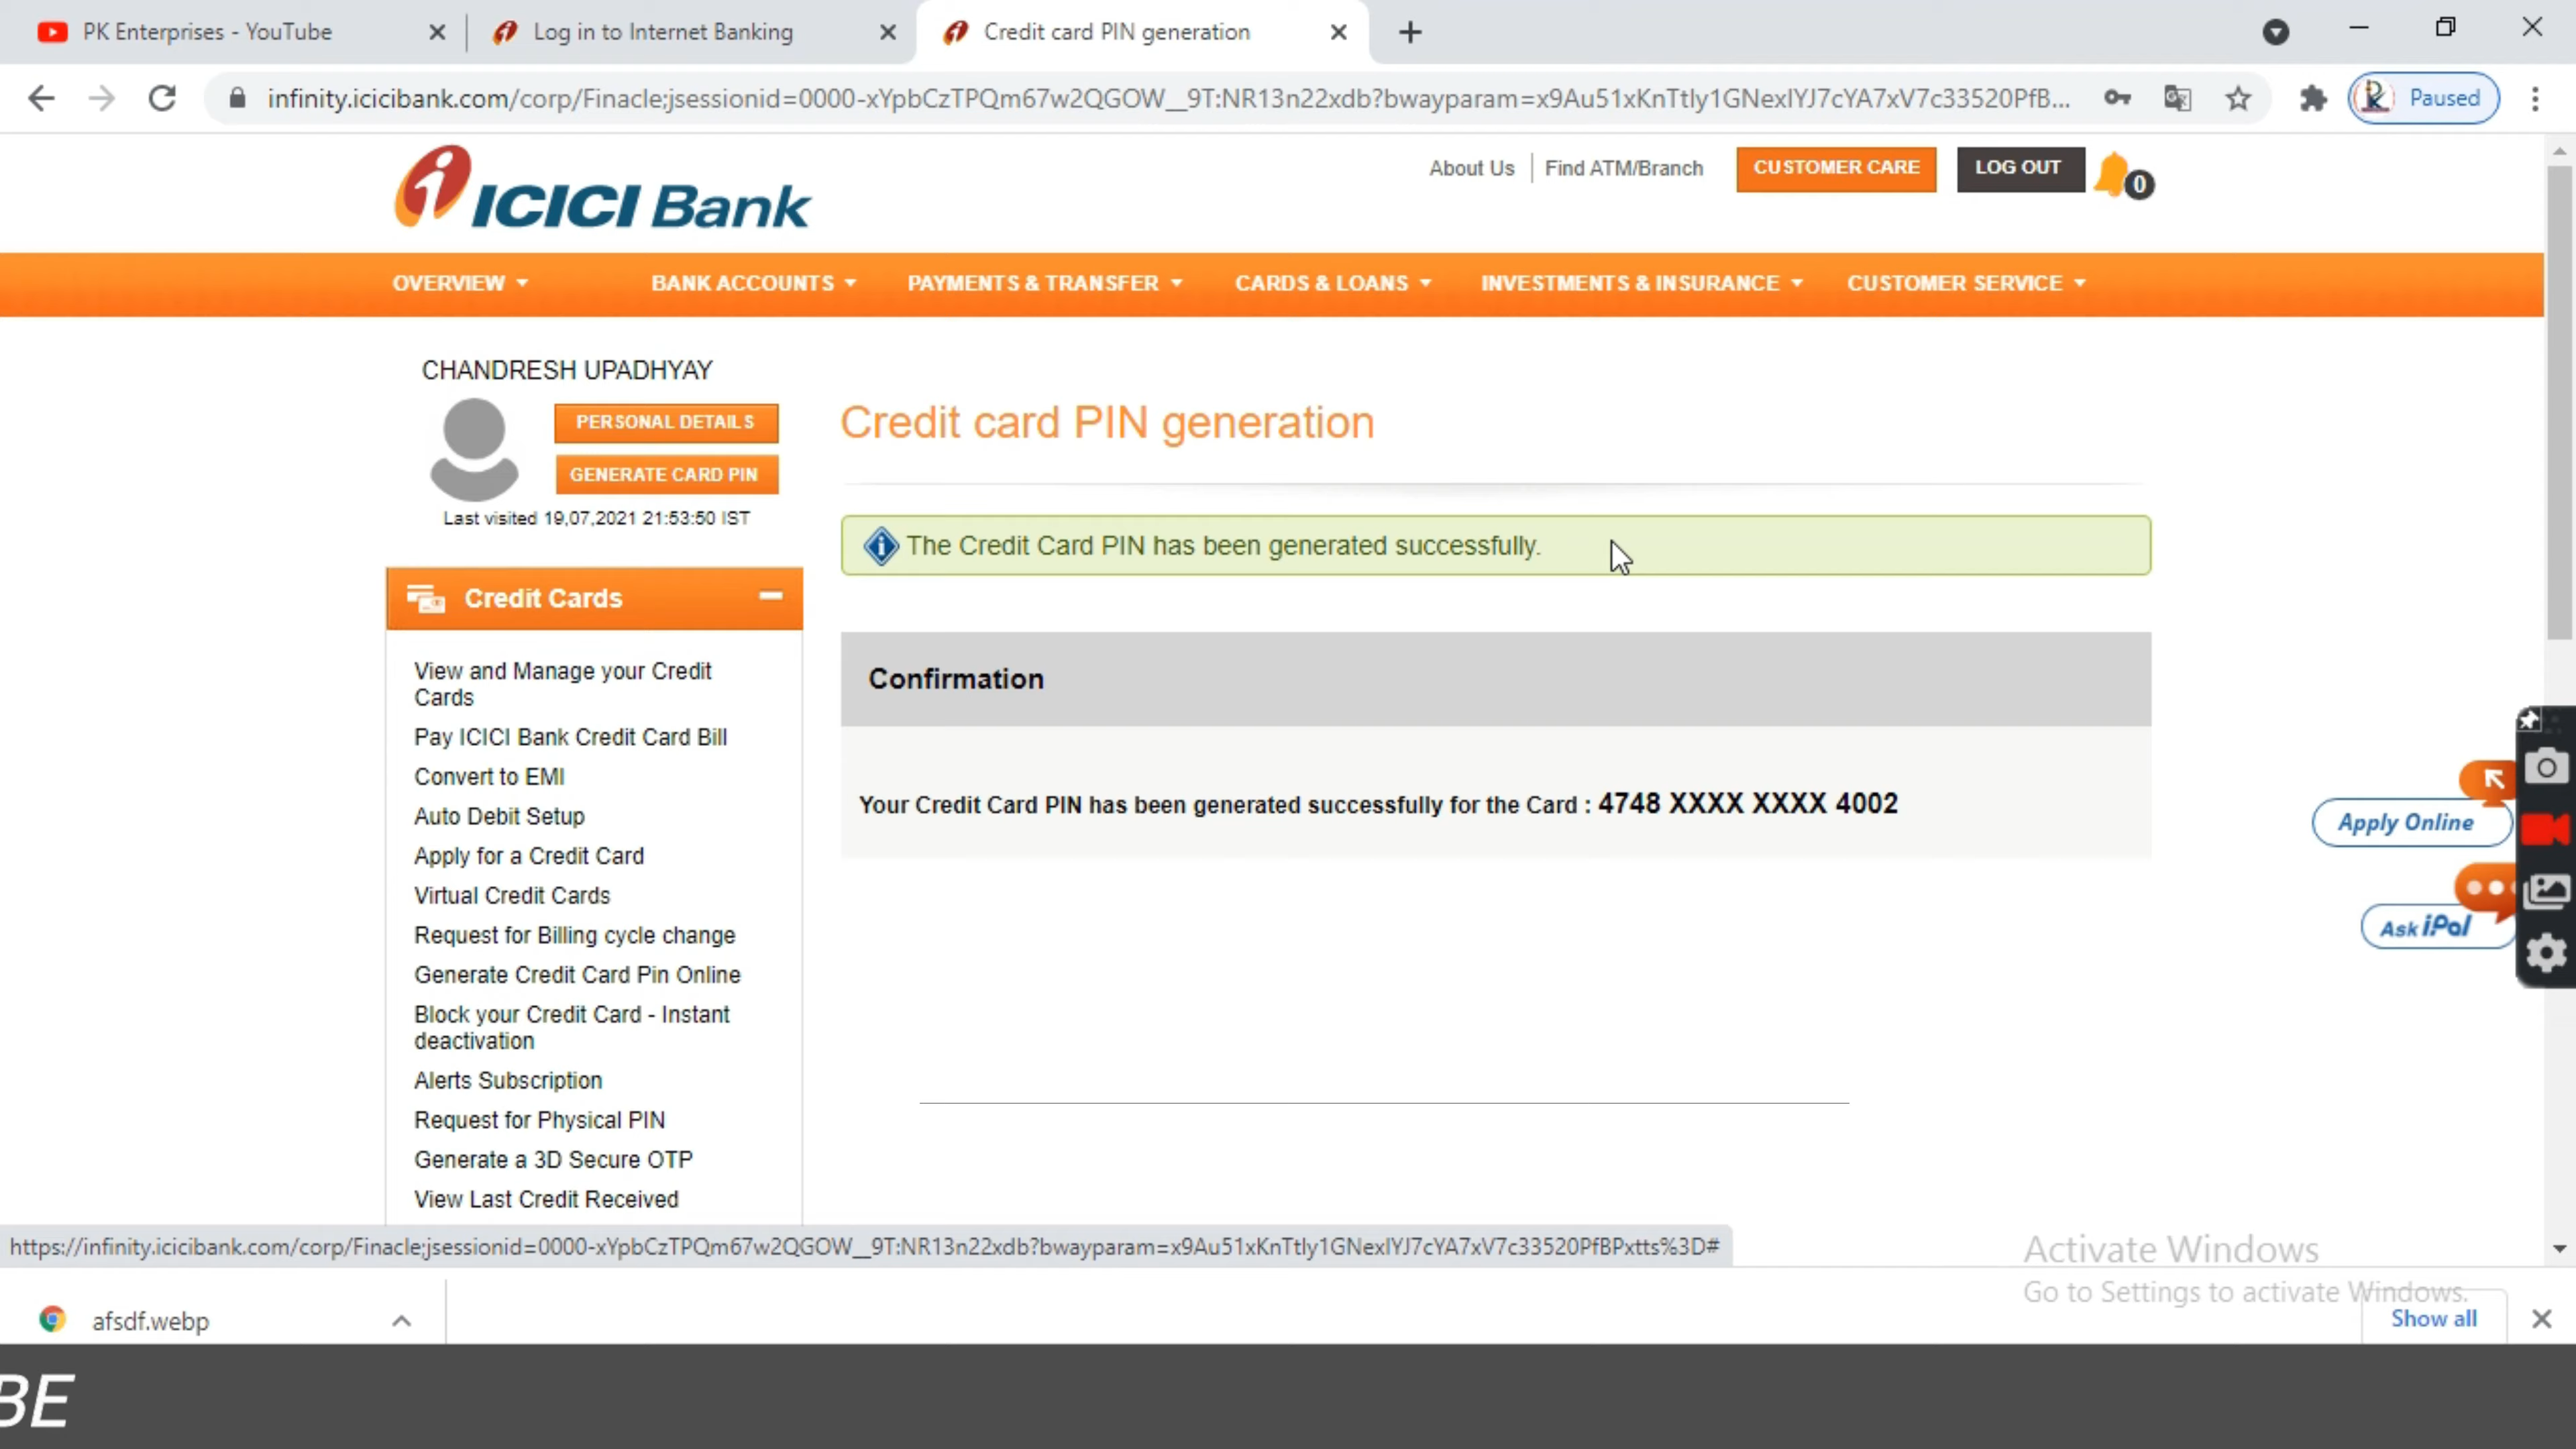 PK Enterprises - YouTube
Log in to Internet Banking
Credit card PIN generation
infinity.icicibank.com/corp/Finacle;jsessionid=0000-xYpbCzTPQm67w2QGOW__9T:NR13n22xdb?bwayparam=x9Au51xKnTtly1GNexIYJ7cYA7xV7c33520PfB...
Paused
ICICI Bank
About Us
Find ATM/Branch
CUSTOMER CARE
LOG OUT
0
OVERVIEW
BANK ACCOUNTS
PAYMENTS & TRANSFER
CARDS & LOANS
INVESTMENTS & INSURANCE
CUSTOMER SERVICE
CHANDRESH UPADHYAY
PERSONAL DETAILS
GENERATE CARD PIN
Last visited 19,07,2021 21:53:50 IST
Credit card PIN generation
The Credit Card PIN has been generated successfully.
Confirmation
Your Credit Card PIN has been generated successfully for the Card : 4748 XXXX XXXX 4002
Credit Cards
View and Manage your Credit
Cards
Pay ICICI Bank Credit Card Bill
Convert to EMI
Auto Debit Setup
Apply for a Credit Card
Virtual Credit Cards
Request for Billing cycle change
Generate Credit Card Pin Online
Block your Credit Card - Instant
deactivation
Alerts Subscription
Request for Physical PIN
Generate a 3D Secure OTP
View Last Credit Received
Apply Online
Ask iPal
https://infinity.icicibank.com/corp/Finacle;jsessionid=0000-xYpbCzTPQm67w2QGOW__9T:NR13n22xdb?bwayparam=x9Au51xKnTtly1GNexIYJ7cYA7xV7c33520PfBPxtts%3D#
Activate Windows
Go to Settings to activate Windows.
afsdf.webp
Show all
BE